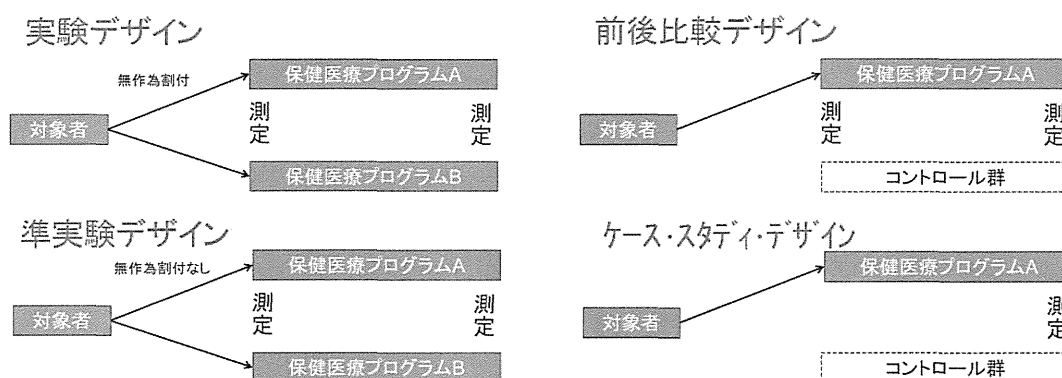 実験デザイン
無作為割付
保健医療プログラムA
対象者
測定
測定
保健医療プログラムB
前後比較デザイン
保健医療プログラムA
対象者
測定
測定
コントロール群
準実験デザイン
無作為割付なし
保健医療プログラムA
対象者
測定
測定
保健医療プログラムB
ケース・スタディ・デザイン
保健医療プログラムA
対象者
測定
コントロール群